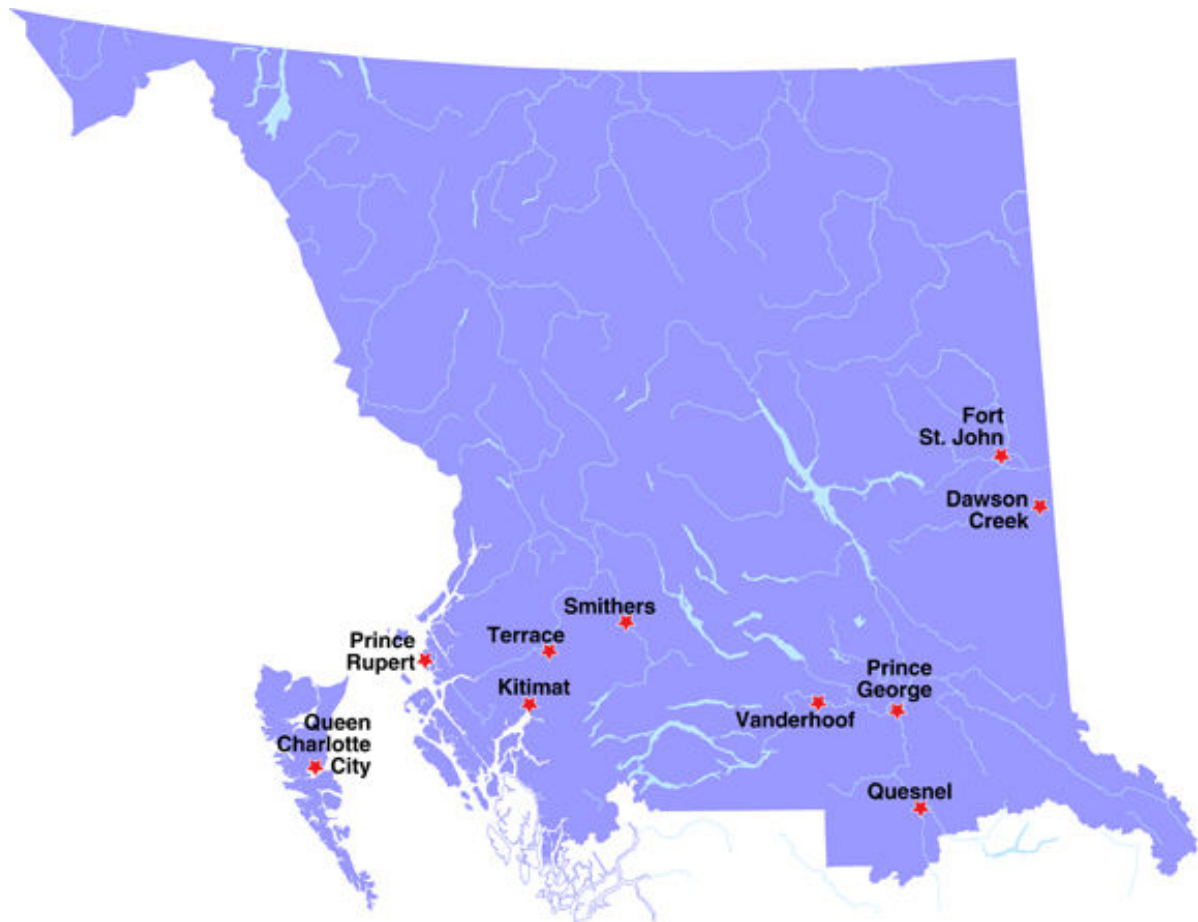 Fort
St. John
Dawson
Creek
Smithers
Terrace
Prince
Rupert
Kitimat
Prince
George
Vanderhoof
Queen
Charlotte
City
Quesnel